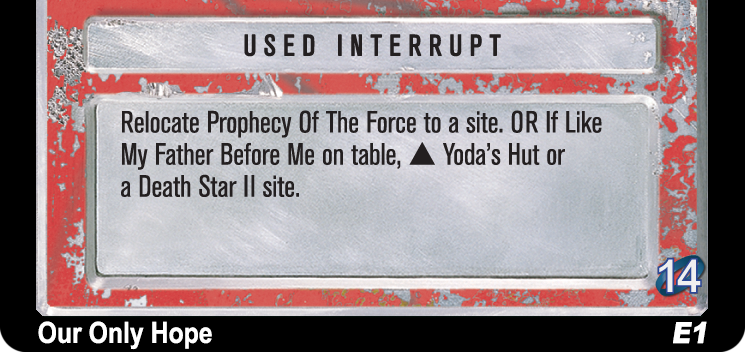 USED INTERRUPT
Relocate Prophecy Of The Force to a site. OR If Like
My Father Before Me on table, ▲ Yoda's Hut or
a Death Star II site.
14
Our Only Hope E1